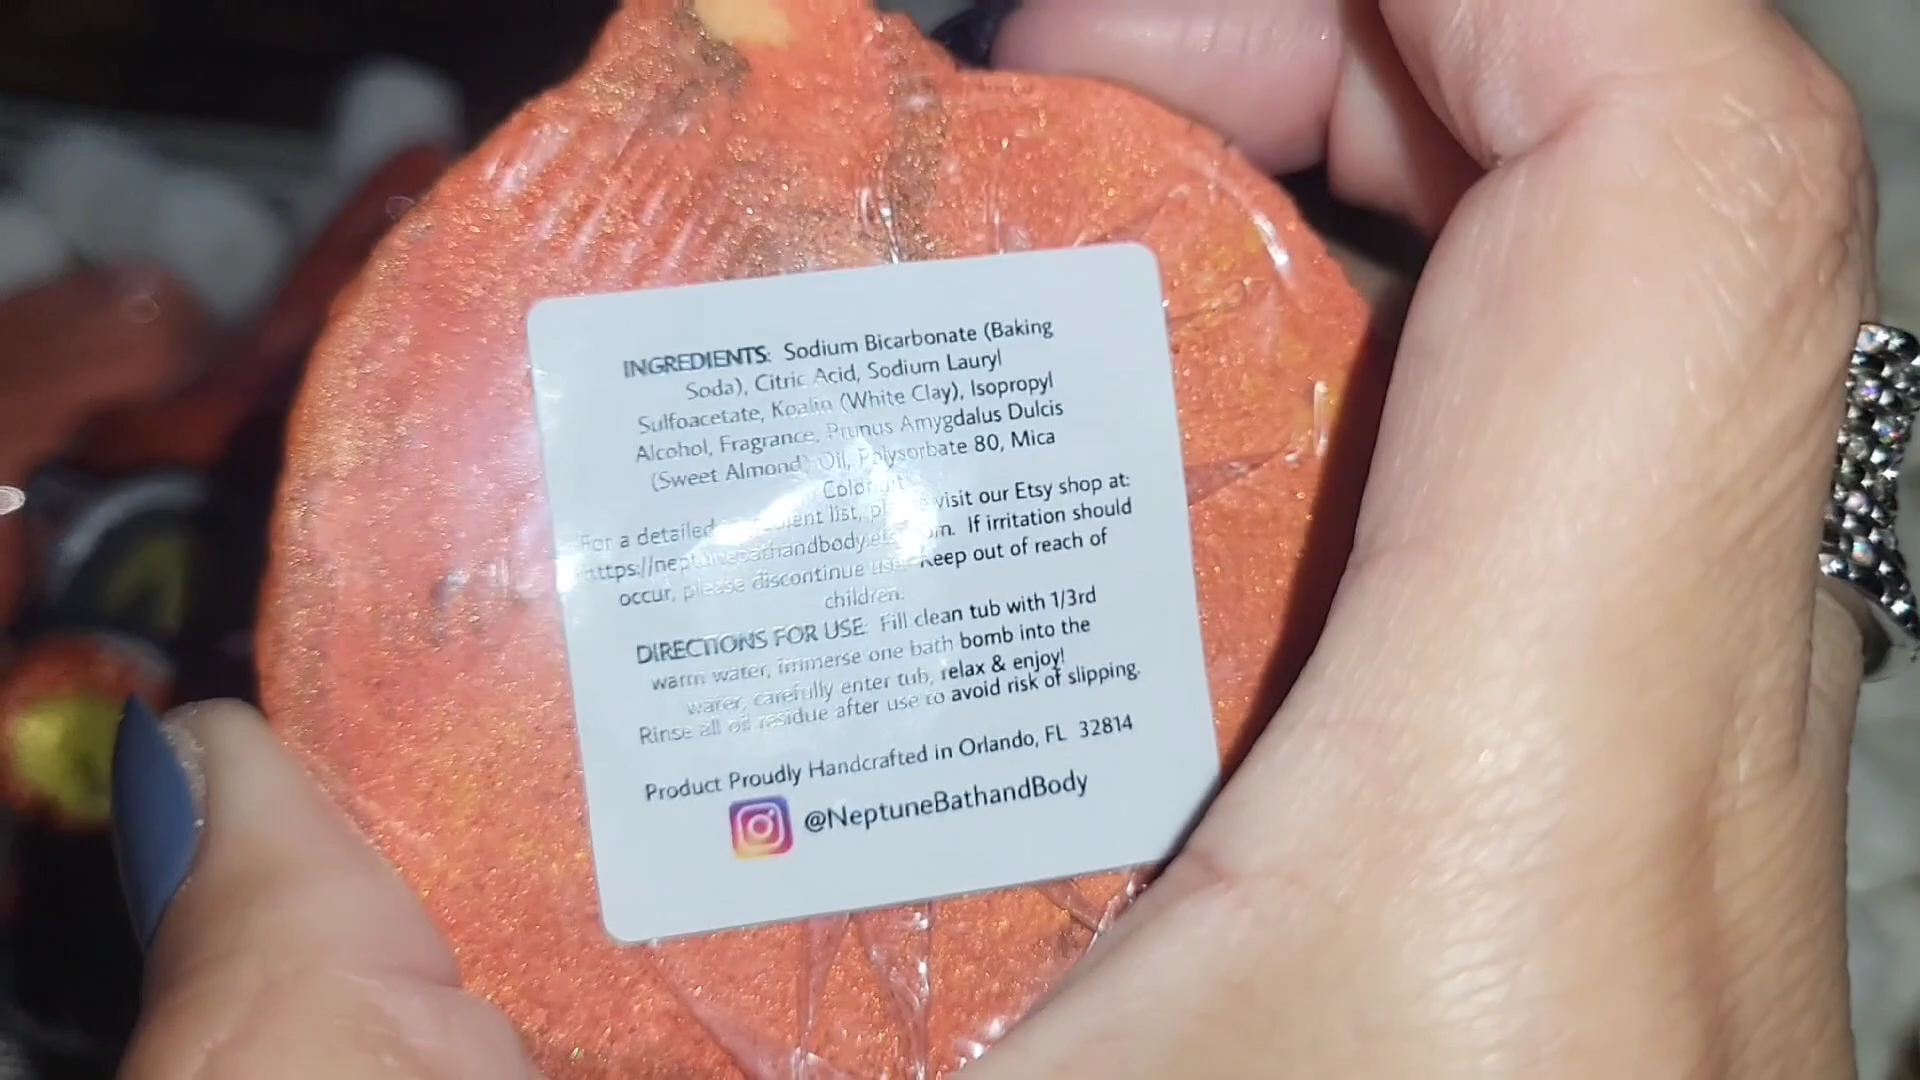 INGREDIENTS: Sodium Bicarbonate (Baking
Soda), Citric Acid, Sodium Lauryl
Sulfoacetate, Koalin (White Clay), Isopropyl
Alcohol, Fragrance, Prunus Amygdalus Dulcis
(Sweet Almond) Oil, Polysorbate 80, Mica
For a detailed list, visit our Etsy shop at:
If irritation should
occur, please discontinue use. Keep out of reach of
children.
DIRECTIONS FOR USE: Fill clean tub with 1/3rd
warm water, immerse one bath bomb into the
water, carefully enter tub, relax & enjoy!
Rinse all oil residue after use to avoid risk of slipping.
Product Proudly Handcrafted in Orlando, FL 32814
@NeptuneBathandBody